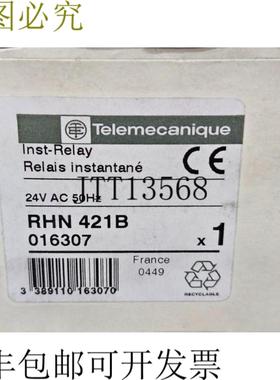 图必究
Telemecanique
Inst-Relay
Relais instantané
CE
24V AC 50Hz
JTT13568
RHN 421B
016307
x 1
France
0449
3 389110 163070
RECYCLABLE
丰包邮可开发票